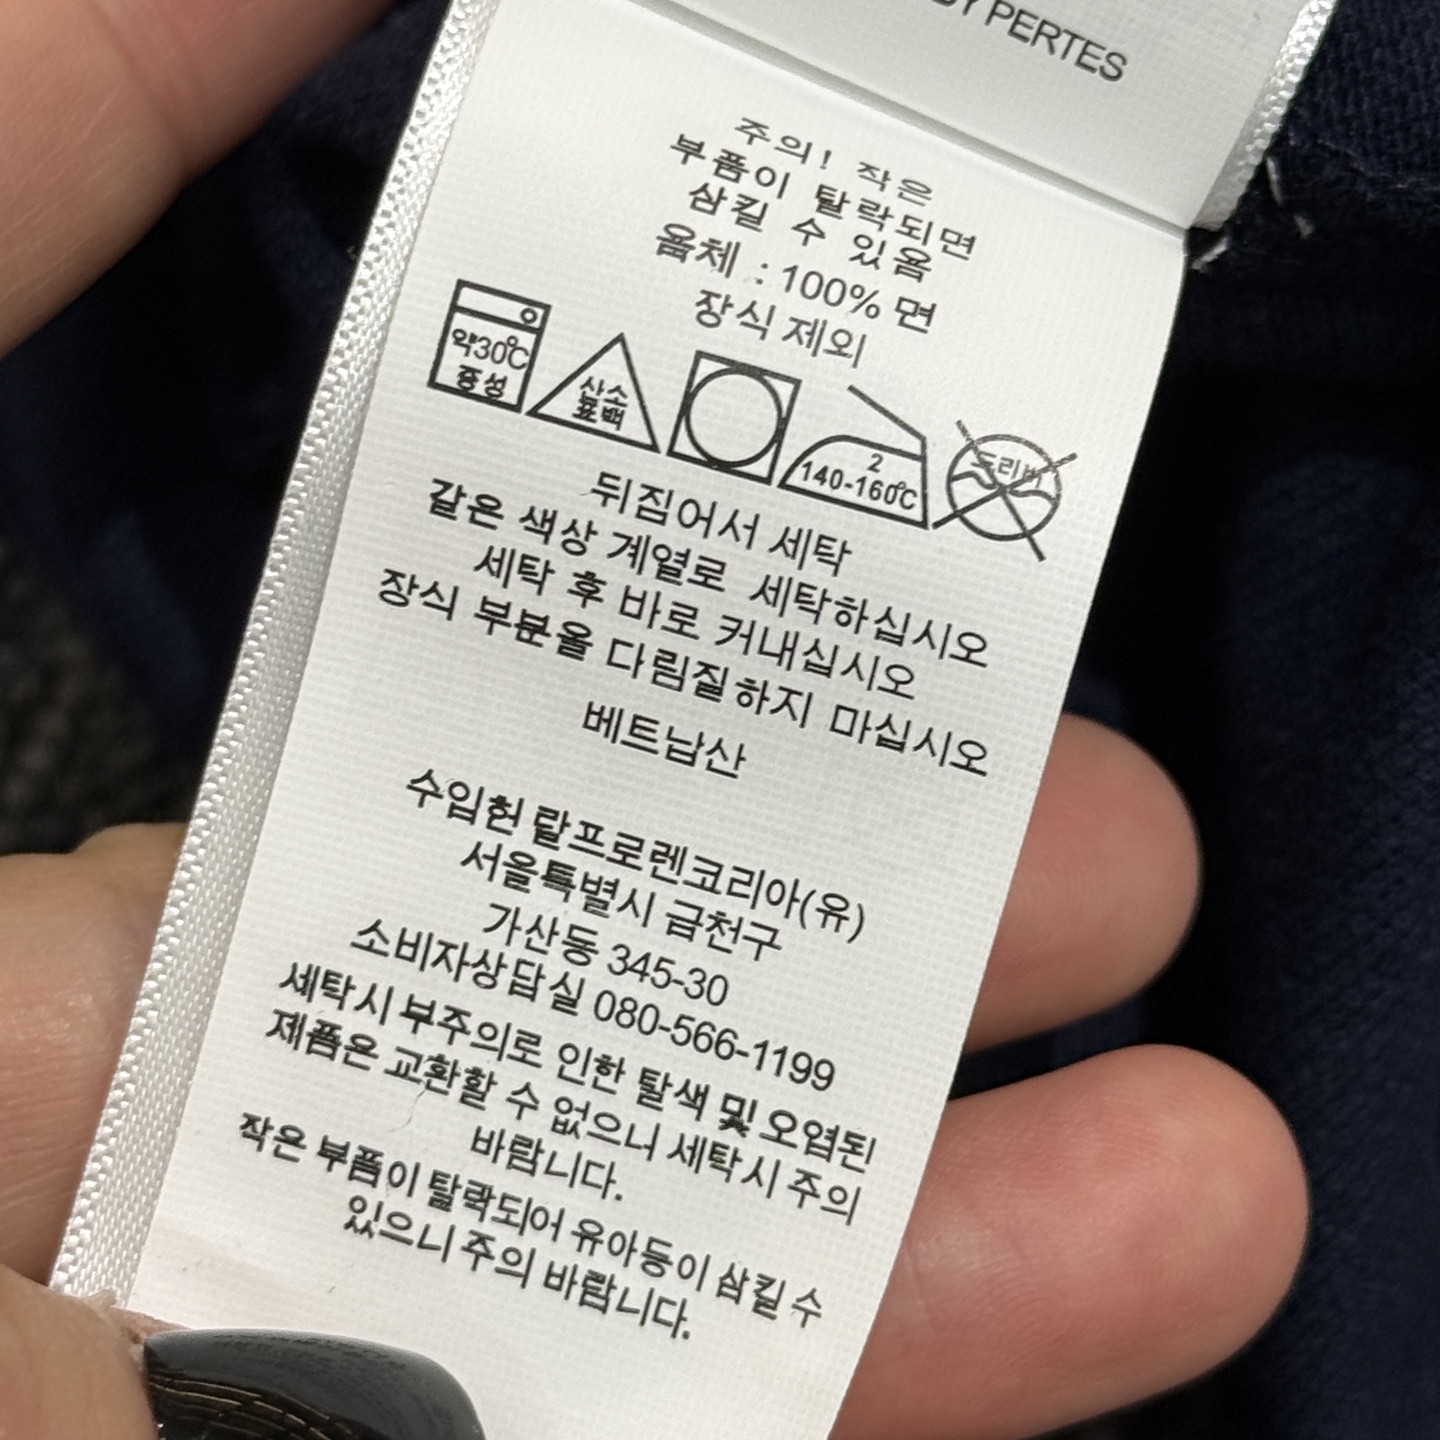 BY PERTES
주의! 작은
부품이 탈락되면
삼킬 수 있음
몸체 : 100% 면
장식 제외
약30℃
중성
산소
표백
2
140-160℃
드라이
뒤집어서 세탁
같은 색상 계열로 세탁하십시오
세탁 후 바로 꺼내십시오
장식 부분을 다림질 하지 마십시오
베트남산
수입원 랄프로렌코리아(유)
서울특별시 금천구
가산동 345-30
소비자상담실 080-566-1199
세탁시 부주의로 인한 탈색 및 오염된
제품은 교환할 수 없으니 세탁시 주의
바랍니다.
작은 부품이 탈락되어 유아등이 삼킬 수
있으니 주의 바랍니다.